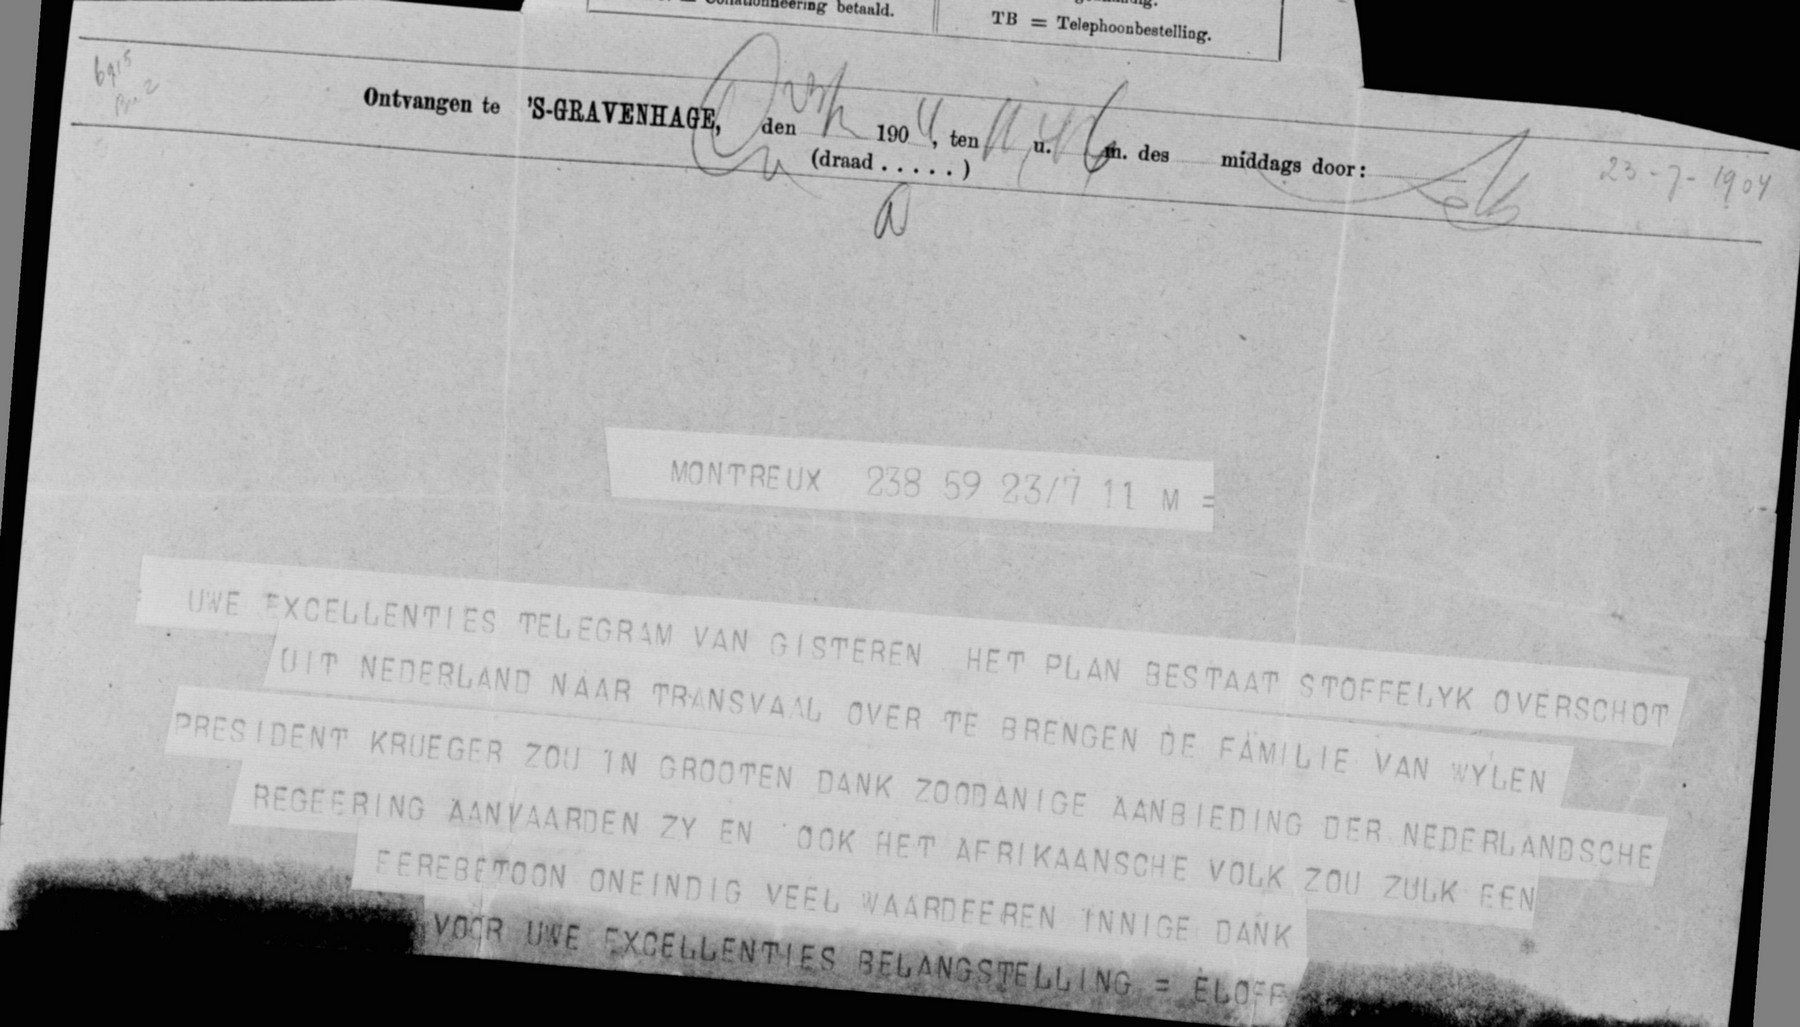 betaald.
TB = Telephoonbestelling.
Ontvangen te 'S-GRAVENHAGE, den 1904, ten u. m. des middags door:
(draad . . . . . )
23-7-1904
MONTREUX 238 59 23/7 11 M =
= UWE EXCELLENTIES TELEGRAM VAN GISTEREN HET PLAN BESTAAT STOFFELYK OVERSCHOT
UIT NEDERLAND NAAR TRANSVAAL OVER TE BRENGEN DE FAMILIE VAN WYLEN
PRESIDENT KRUEGER ZOU IN GROOTEN DANK ZOODANIGE AANBIEDING DER NEDERLANDSCHE
REGEERING AANVAARDEN ZY EN OOK HET AFRIKAANSCHE VOLK ZOU ZULK EEN
EEREBETOON ONEINDIG VEEL WAARDEEREN INNIGE DANK
VOOR UWE EXCELLENTIES BELANGSTELLING = ELOFF